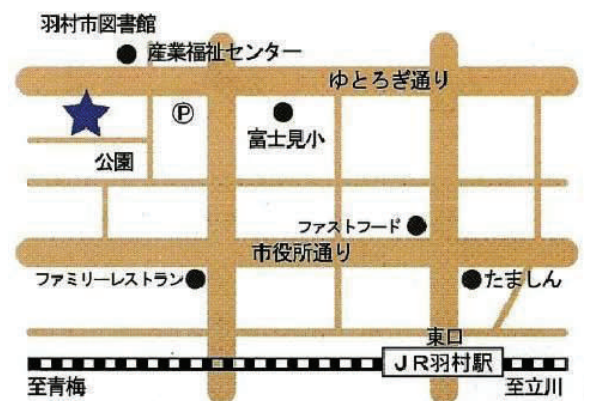 羽村市図書館
産業福祉センター
ゆとろぎ通り
P
富士見小
公園
ファストフード
市役所通り
ファミリーレストラン
たましん
東口
JR羽村駅
至青梅
至立川